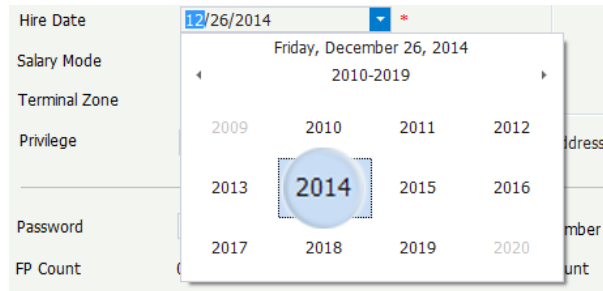 Hire Date 12/26/2014 *
Friday, December 26, 2014
Salary Mode
2010-2019
Terminal Zone
2009 2010 2011 2012
Privilege
ddress
2013 2014 2015 2016
Password
mber
2017 2018 2019 2020
FP Count
unt